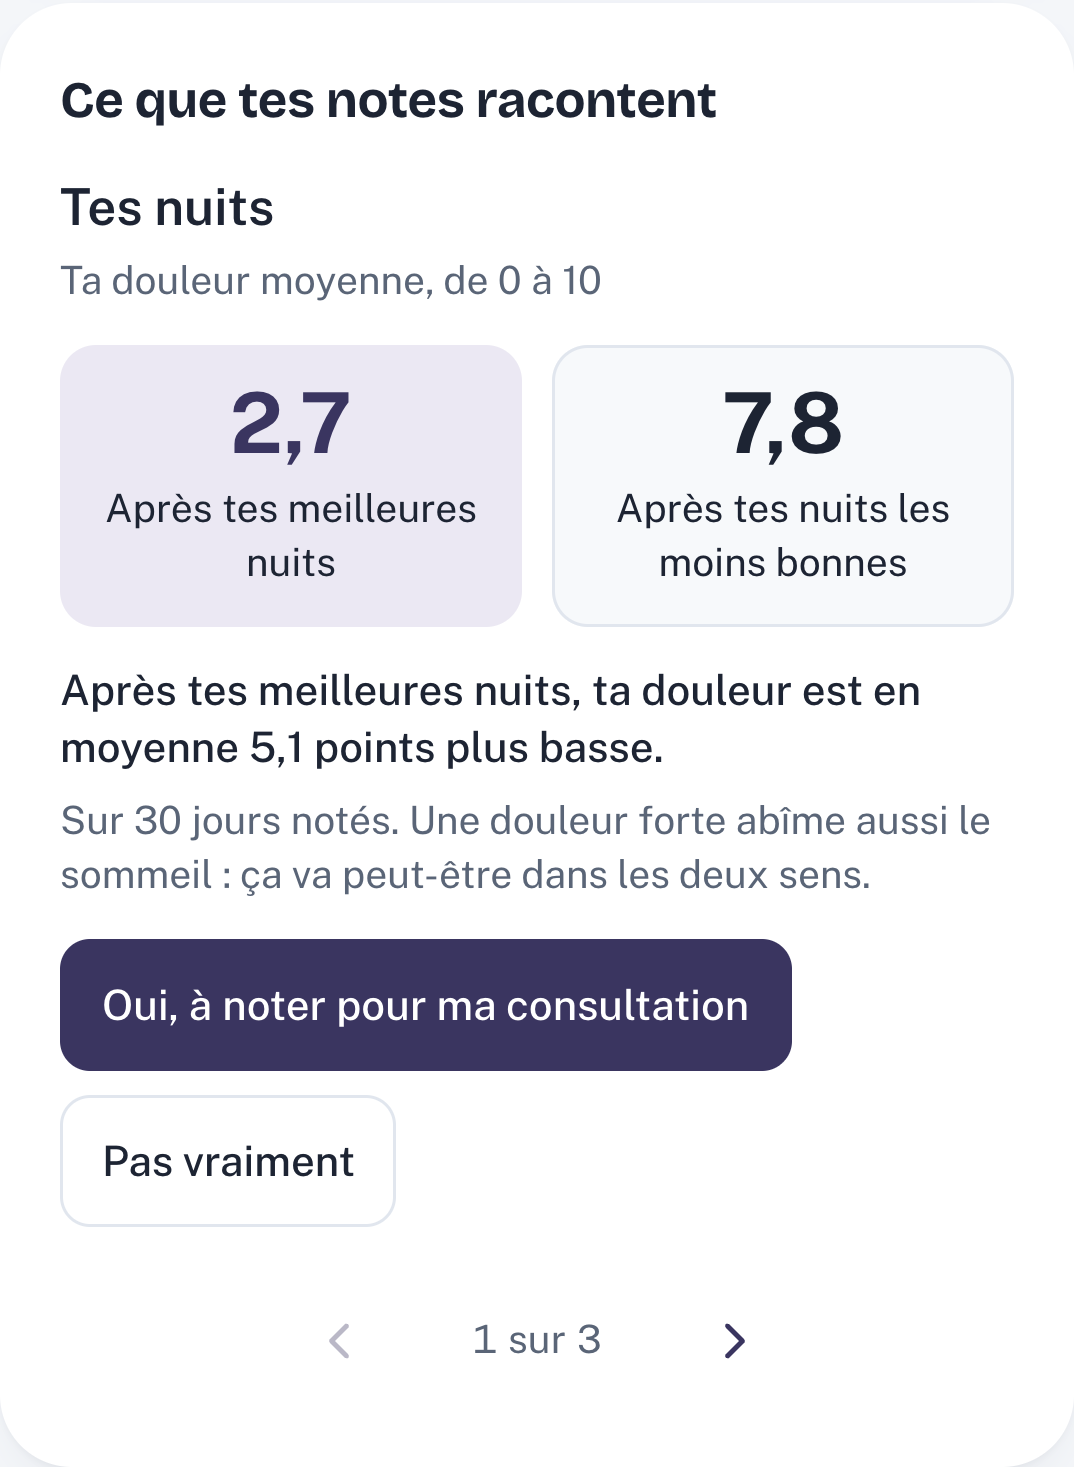 Ce que tes notes racontent
Tes nuits
Ta douleur moyenne, de 0 à 10
2,7
Après tes meilleures
nuits
7,8
Après tes nuits les
moins bonnes
Après tes meilleures nuits, ta douleur est en
moyenne 5,1 points plus basse.
Sur 30 jours notés. Une douleur forte abîme aussi le
sommeil : ça va peut-être dans les deux sens.
Oui, à noter pour ma consultation
Pas vraiment
1 sur 3